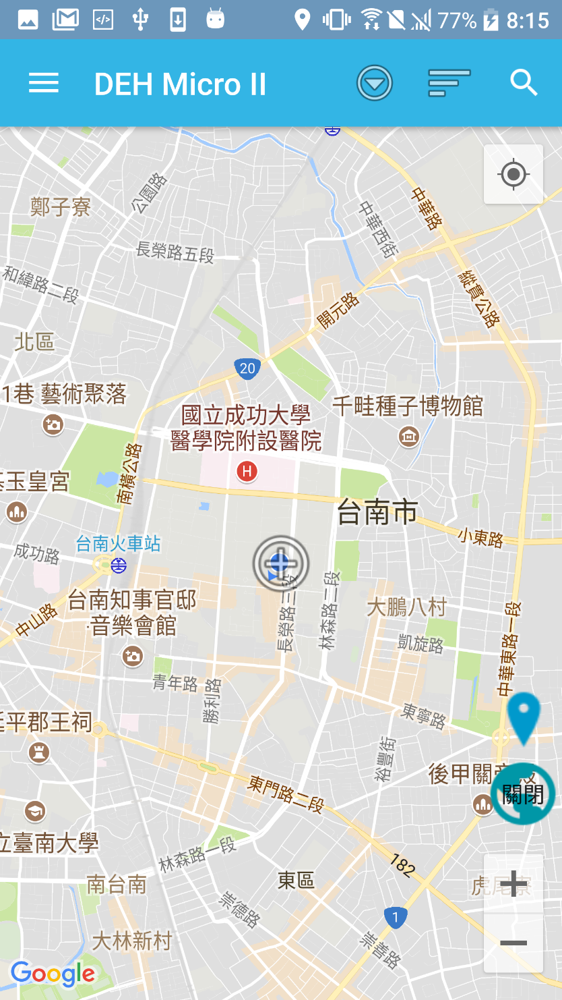 77% 8:15
DEH Micro II
鄭子寮
公園路
中華路
中華西街
長榮路五段
和緯路二段
縱貫公路
開元路
北區
20
1巷 藝術聚落
國立成功大學
醫學院附設醫院
千畦種子博物館
南橫公路
玉皇宮
台南市
小東路
成功路
台南火車站
長榮路三段
林森路二段
台南知事官邸
·音樂會館
中山路
大鵬八村
凱旋路
中華東路一段
青年路
勝利路
東寧路
延平郡王祠
裕豐街
後甲關帝殿
關閉
東門路二段
立臺南大學
林森路一段
182
南台南
東區
虎尾寮
崇德路
1
大林新村
崇善路
Google